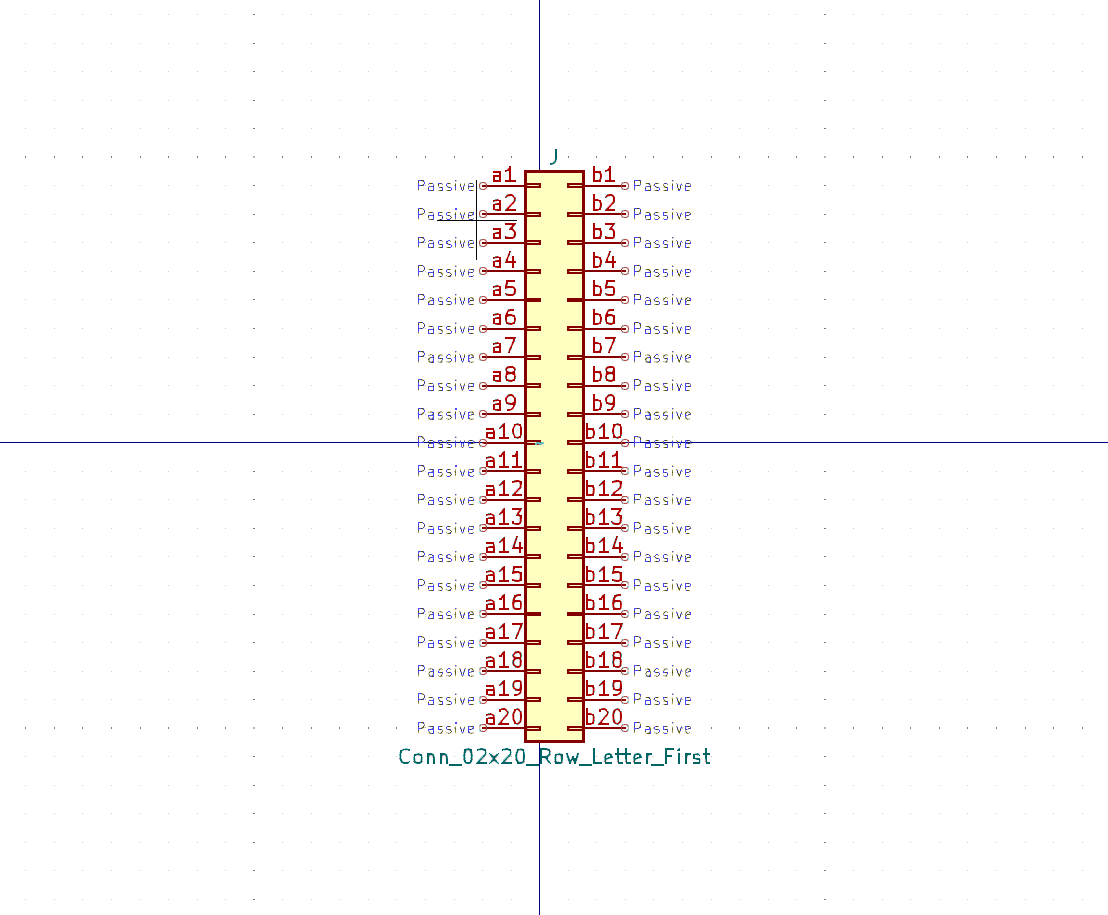 J
Passive a1 b1 Passive
Passive a2 b2 Passive
Passive a3 b3 Passive
Passive a4 b4 Passive
Passive a5 b5 Passive
Passive a6 b6 Passive
Passive a7 b7 Passive
Passive a8 b8 Passive
Passive a9 b9 Passive
Passive a10 b10 Passive
Passive a11 b11 Passive
Passive a12 b12 Passive
Passive a13 b13 Passive
Passive a14 b14 Passive
Passive a15 b15 Passive
Passive a16 b16 Passive
Passive a17 b17 Passive
Passive a18 b18 Passive
Passive a19 b19 Passive
Passive a20 b20 Passive
Conn_02x20_Row_Letter_First